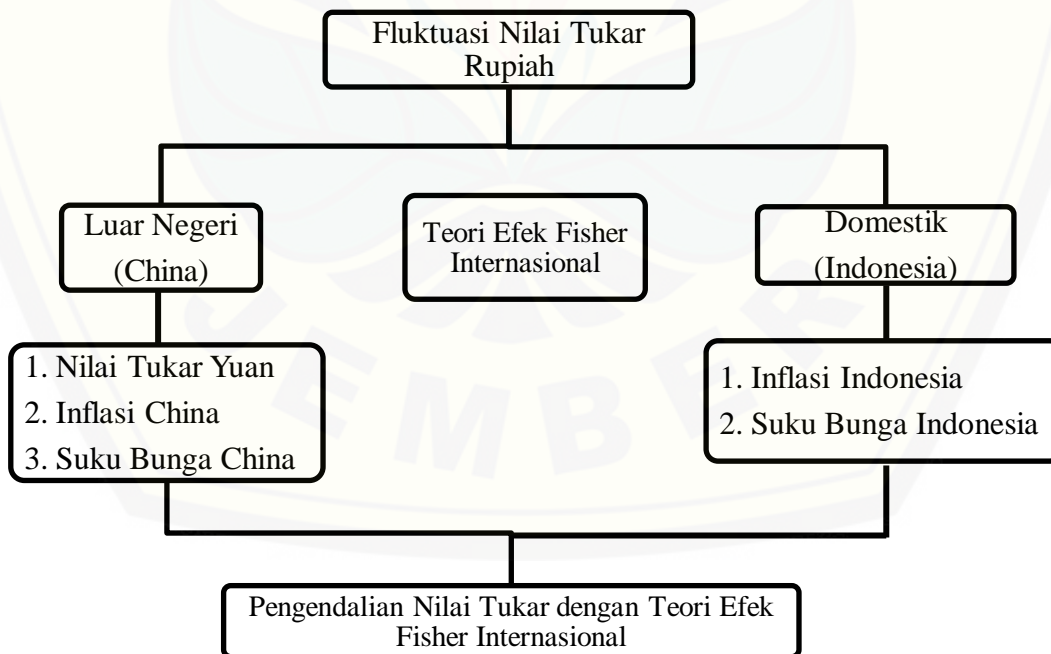 Fluktuasi Nilai Tukar
Rupiah
Luar Negeri
(China)
Teori Efek Fisher
Internasional
Domestik
(Indonesia)
1. Nilai Tukar Yuan
2. Inflasi China
3. Suku Bunga China
1. Inflasi Indonesia
2. Suku Bunga Indonesia
JEMBER
Pengendalian Nilai Tukar dengan Teori Efek
Fisher Internasional